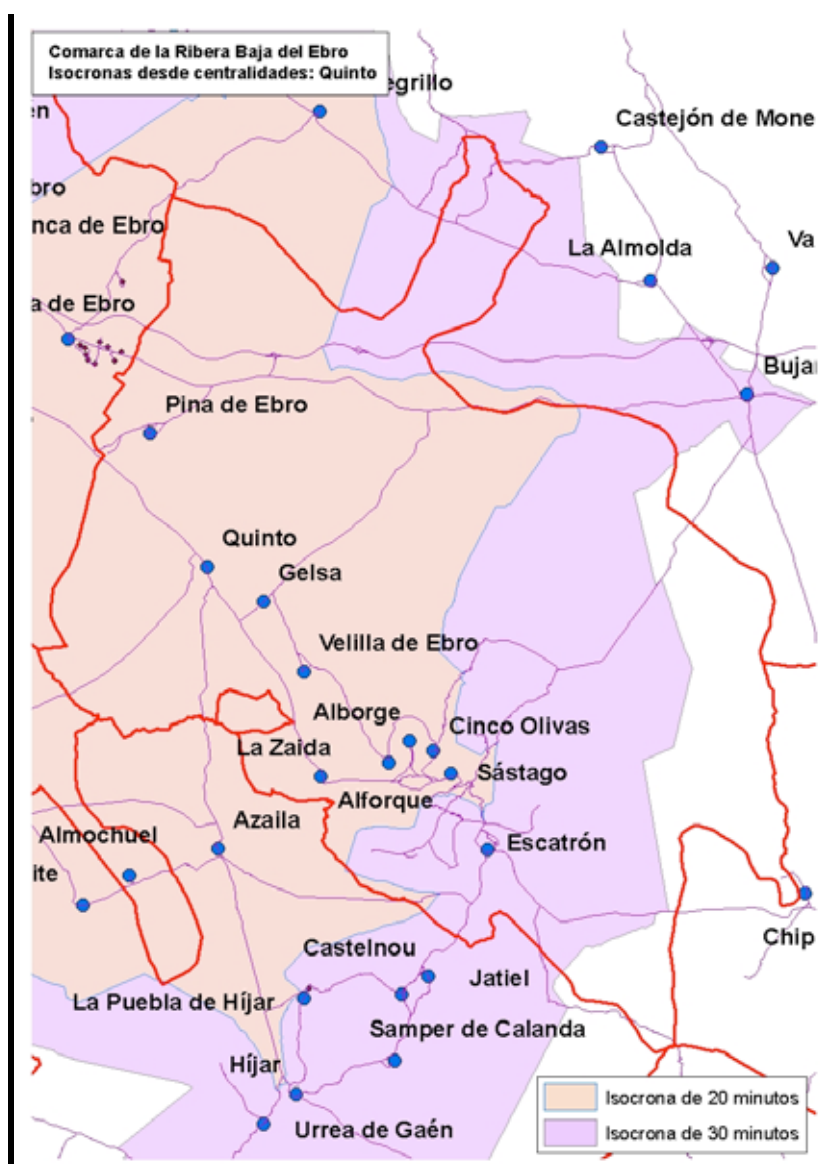 Comarca de la Ribera Baja del Ebro
Isocronas desde centralidades: Quinto
egrillo
én
Castejón de Mone
bro
nca de Ebro
La Almolda
Va
a de Ebro
Bujar
Pina de Ebro
Quinto
Gelsa
Velilla de Ebro
Alborge
Cinco Olivas
La Zaida
Sástago
Alforque
Azaila
Almochuel
Escatrón
ite
Chip
Castelnou
Jatiel
La Puebla de Híjar
Samper de Calanda
Híjar
Urrea de Gaén
Isocrona de 20 minutos
Isocrona de 30 minutos